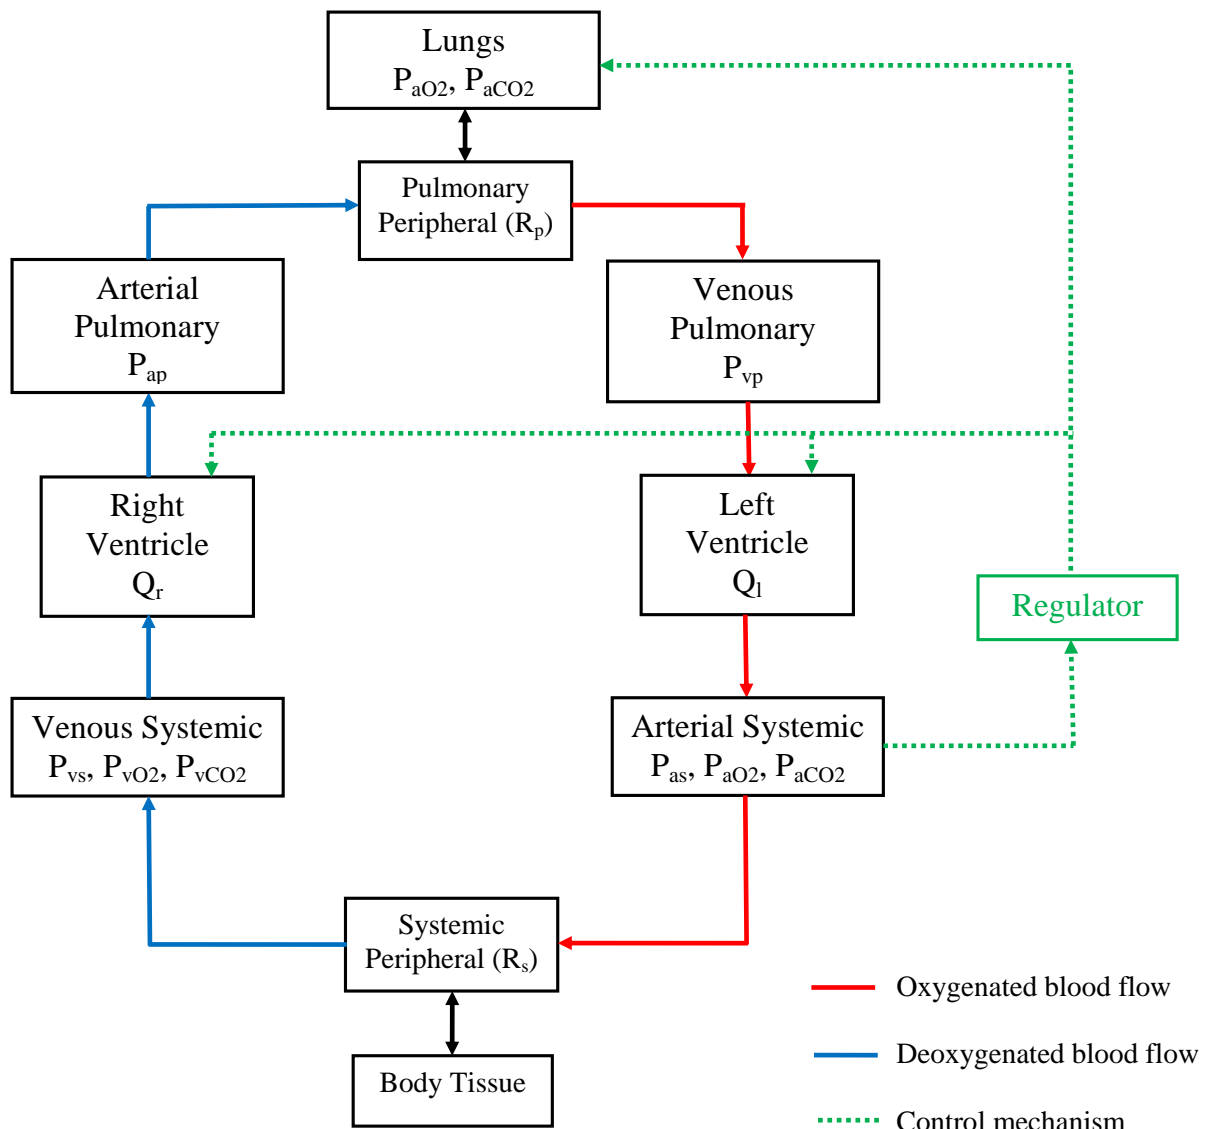 Lungs
PaO2, PaCO2
Pulmonary
Peripheral (Rp)
Arterial
Pulmonary
Pap
Venous
Pulmonary
Pvp
Right
Ventricle
Qr
Left
Ventricle
Ql
Regulator
Venous Systemic
Pvs, PvO2, PvCO2
Arterial Systemic
Pas, PaO2, PaCO2
Systemic
Peripheral (Rs)
Body Tissue
Oxygenated blood flow
Deoxygenated blood flow
Control mechanism